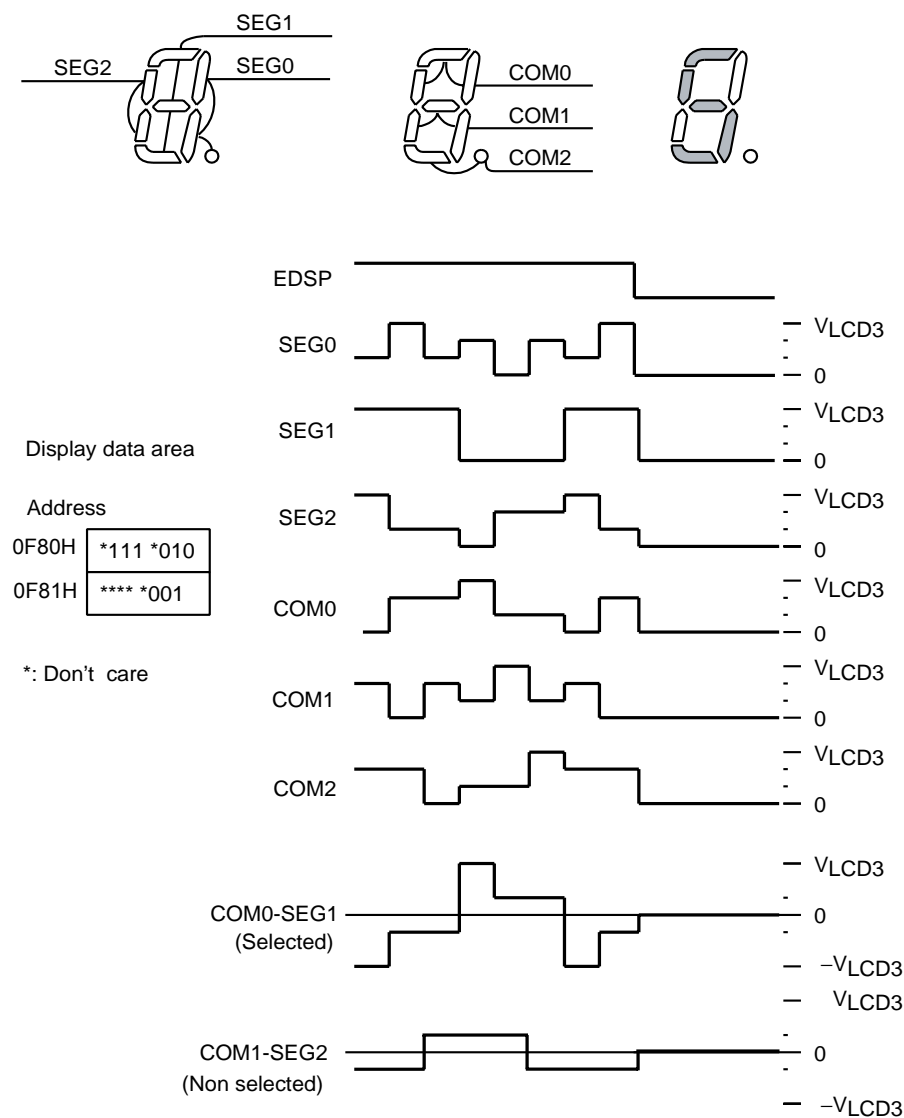 SEG1
SEG2
SEG0
COM0
COM1
COM2
EDSP
SEG0
VLCD3
0
SEG1
VLCD3
0
Display data area
SEG2
VLCD3
0
Address
0F80H
*111 *010
0F81H
**** *001
COM0
VLCD3
0
*: Don't care
COM1
VLCD3
0
COM2
VLCD3
0
COM0-SEG1
(Selected)
VLCD3
0
−VLCD3
COM1-SEG2
(Non selected)
VLCD3
0
−VLCD3